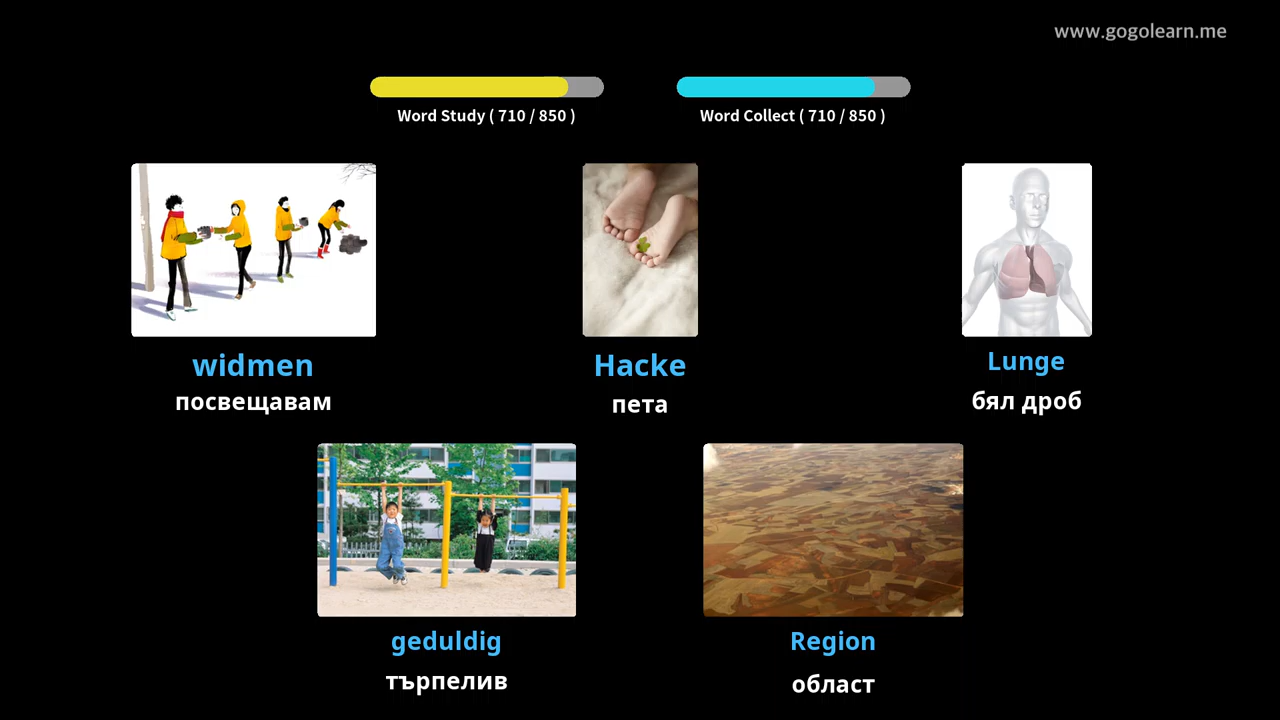 www.gogolearn.me
Word Study ( 710 / 850 )
Word Collect ( 710 / 850 )
widmen
посвещавам
Hacke
пета
Lunge
бял дроб
geduldig
търпелив
Region
област